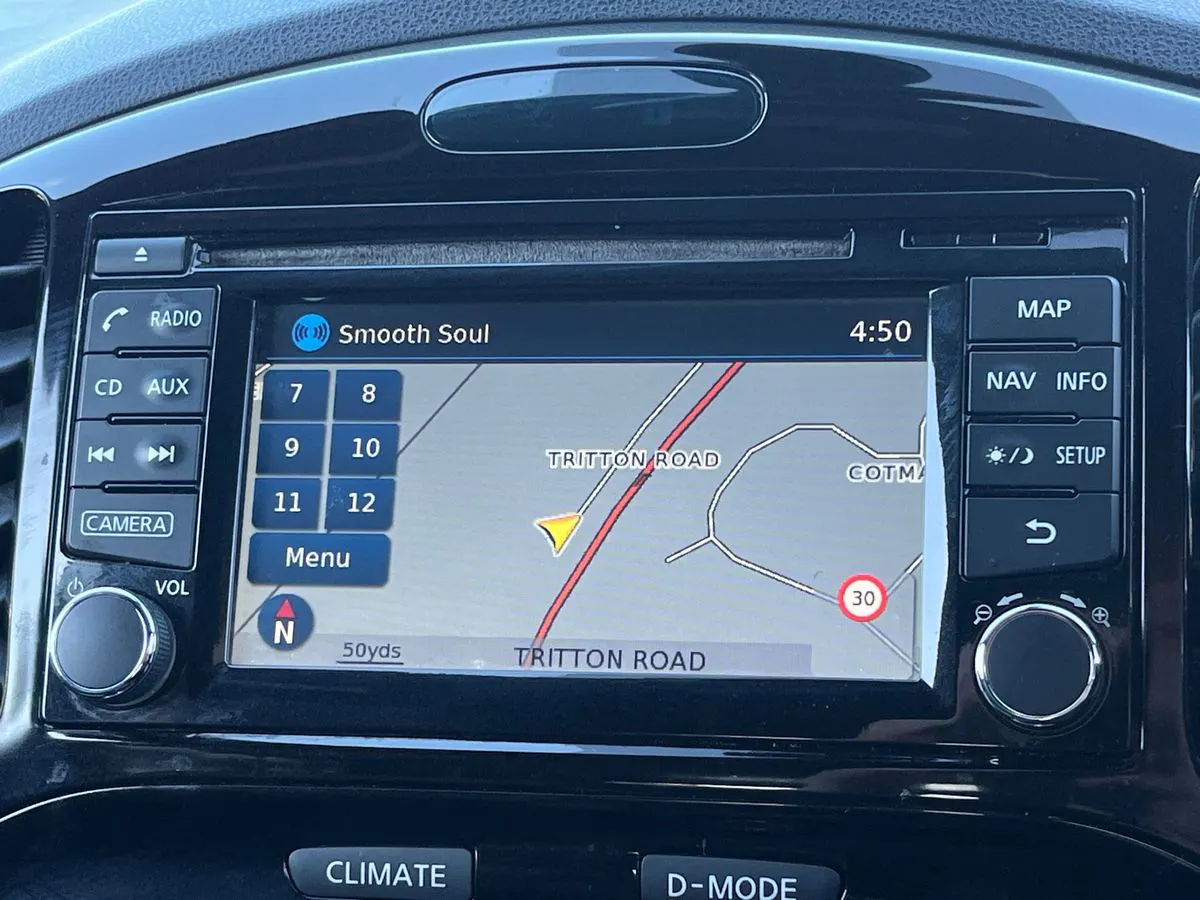 RADIO
CD AUX
CAMERA
VOL
Smooth Soul 4:50
7 8
9 10
11 12
Menu
N
50yds
TRITTON ROAD
COTMA
30
TRITTON ROAD
MAP
NAV INFO
SETUP
CLIMATE
D-MODE